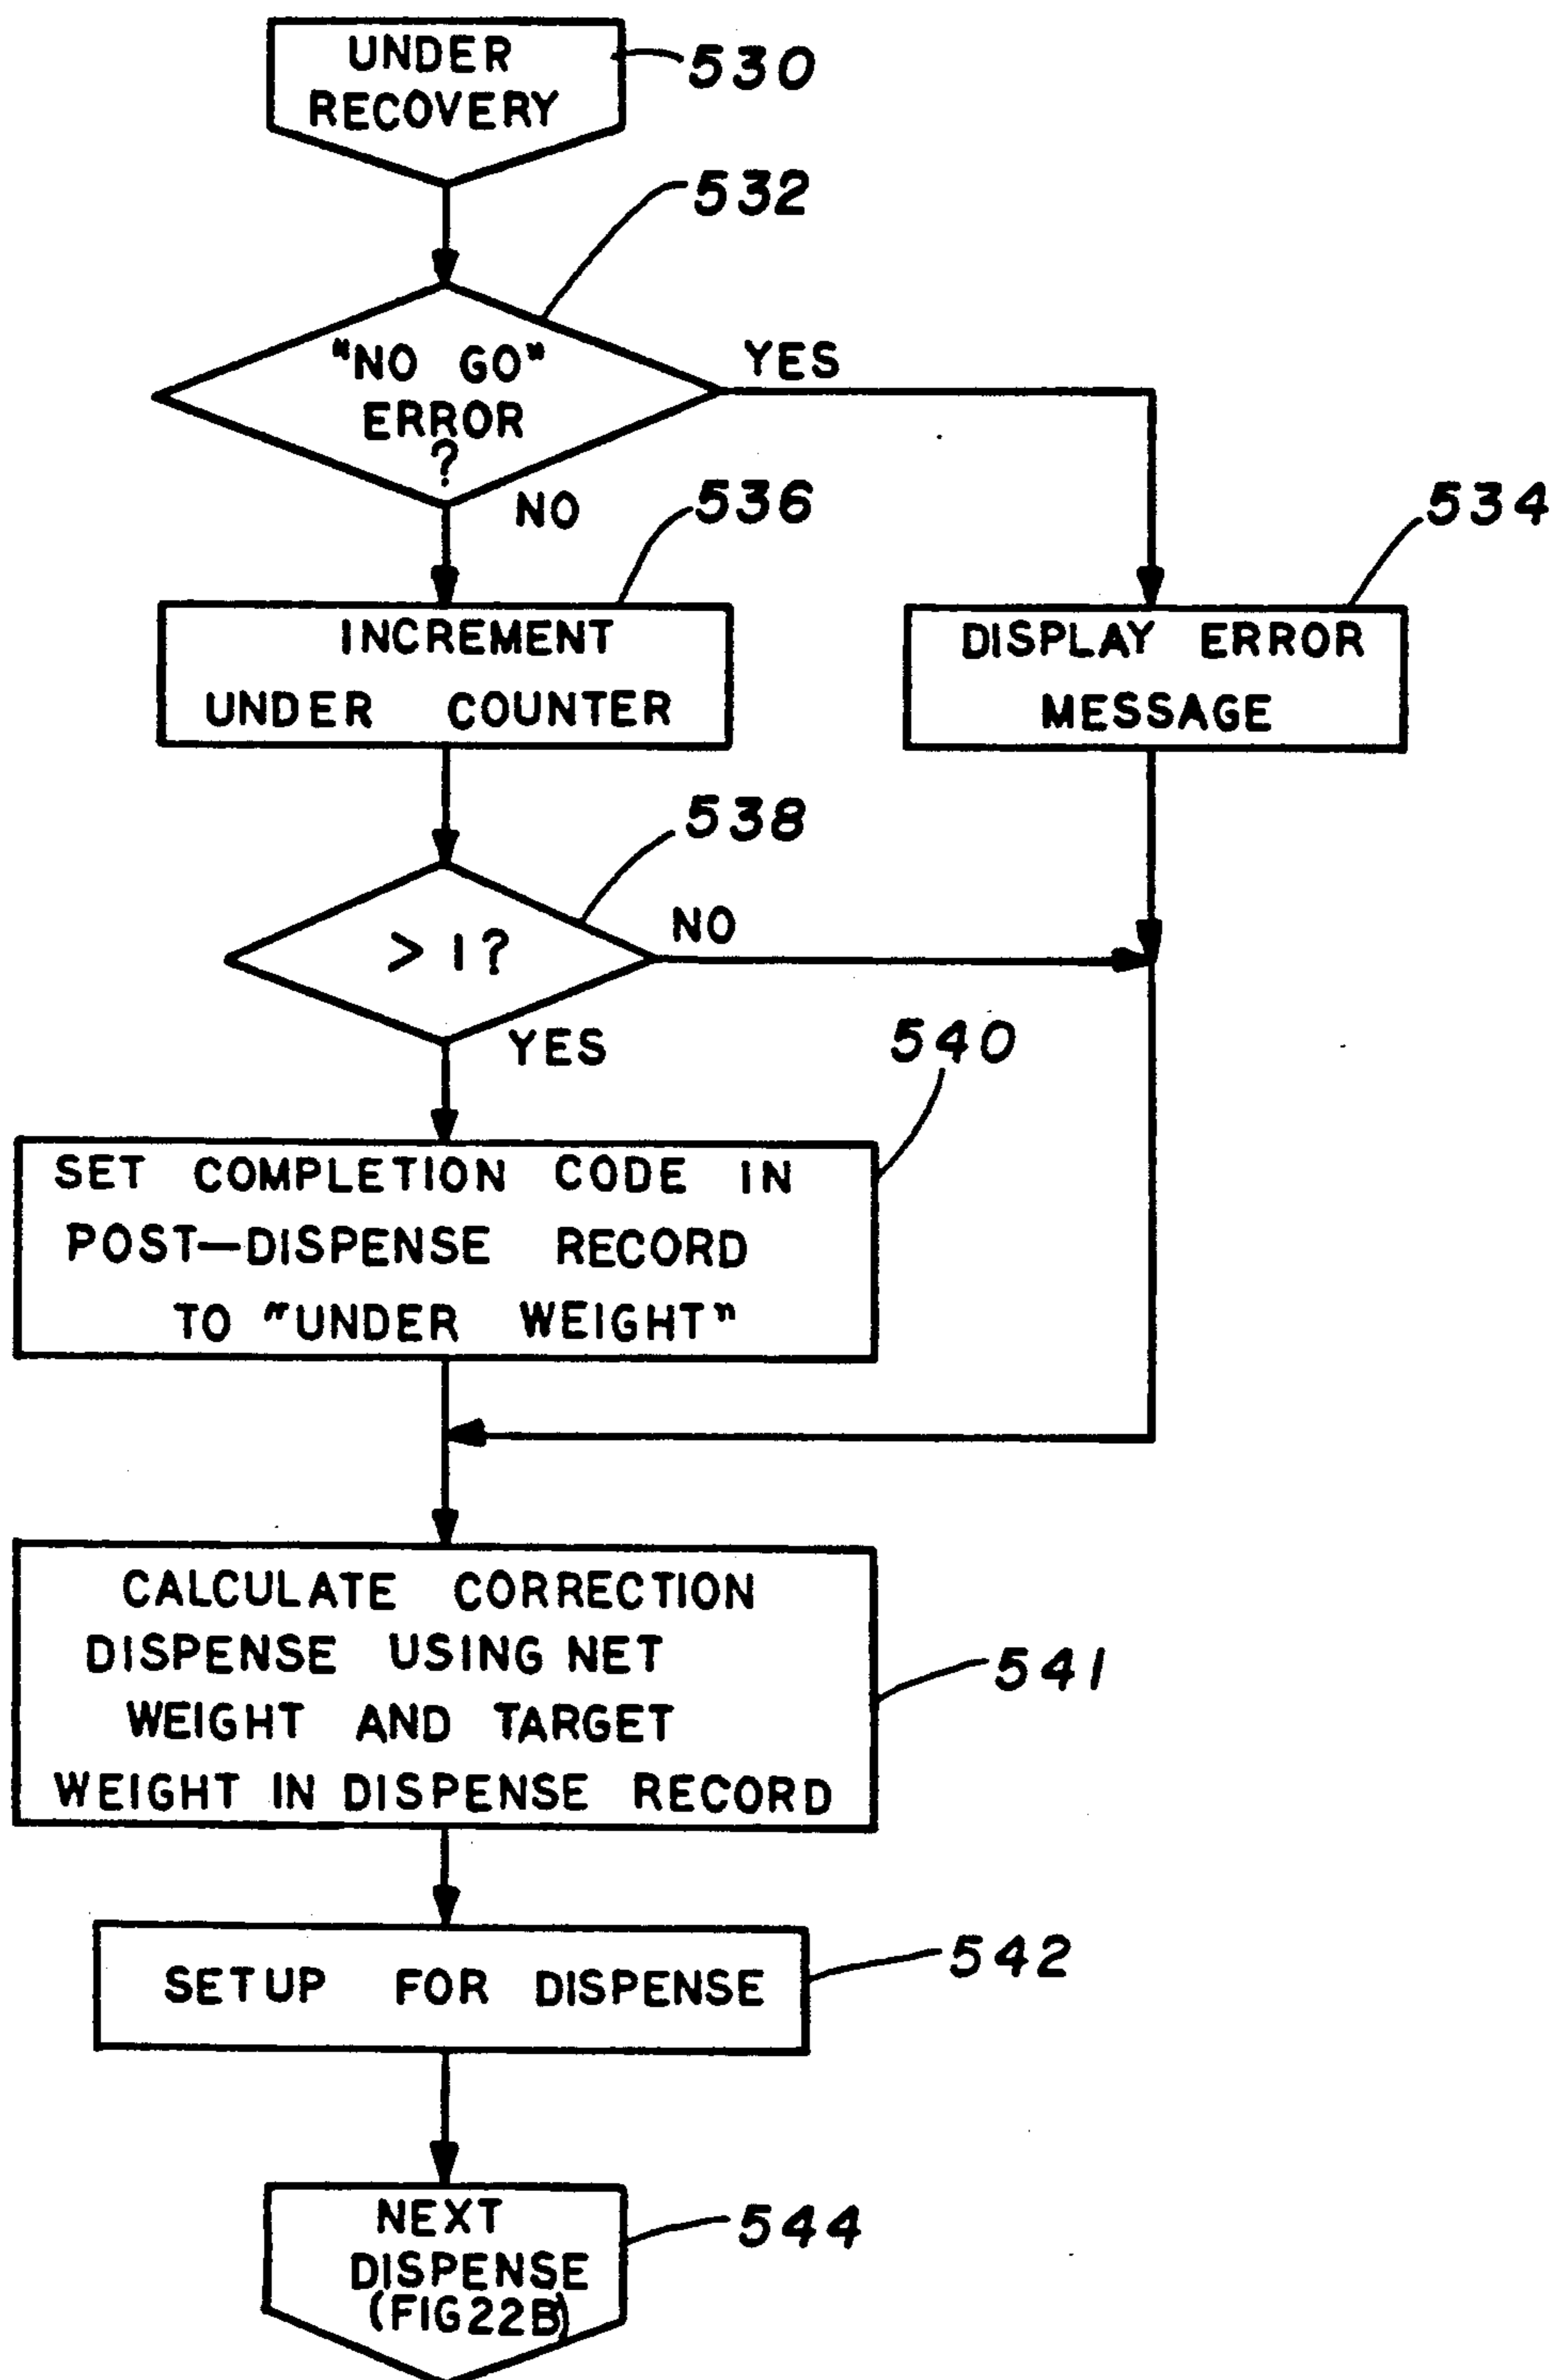 UNDER
RECOVERY
530
532
"NO GO"
ERROR
?
YES
NO
536
534
INCREMENT
UNDER COUNTER
DISPLAY ERROR
MESSAGE
538
> 1?
NO
YES
540
SET COMPLETION CODE IN
POST—DISPENSE RECORD
TO "UNDER WEIGHT"
CALCULATE CORRECTION
DISPENSE USING NET
WEIGHT AND TARGET
WEIGHT IN DISPENSE RECORD
541
SETUP FOR DISPENSE
542
NEXT
DISPENSE
(FIG22B)
544